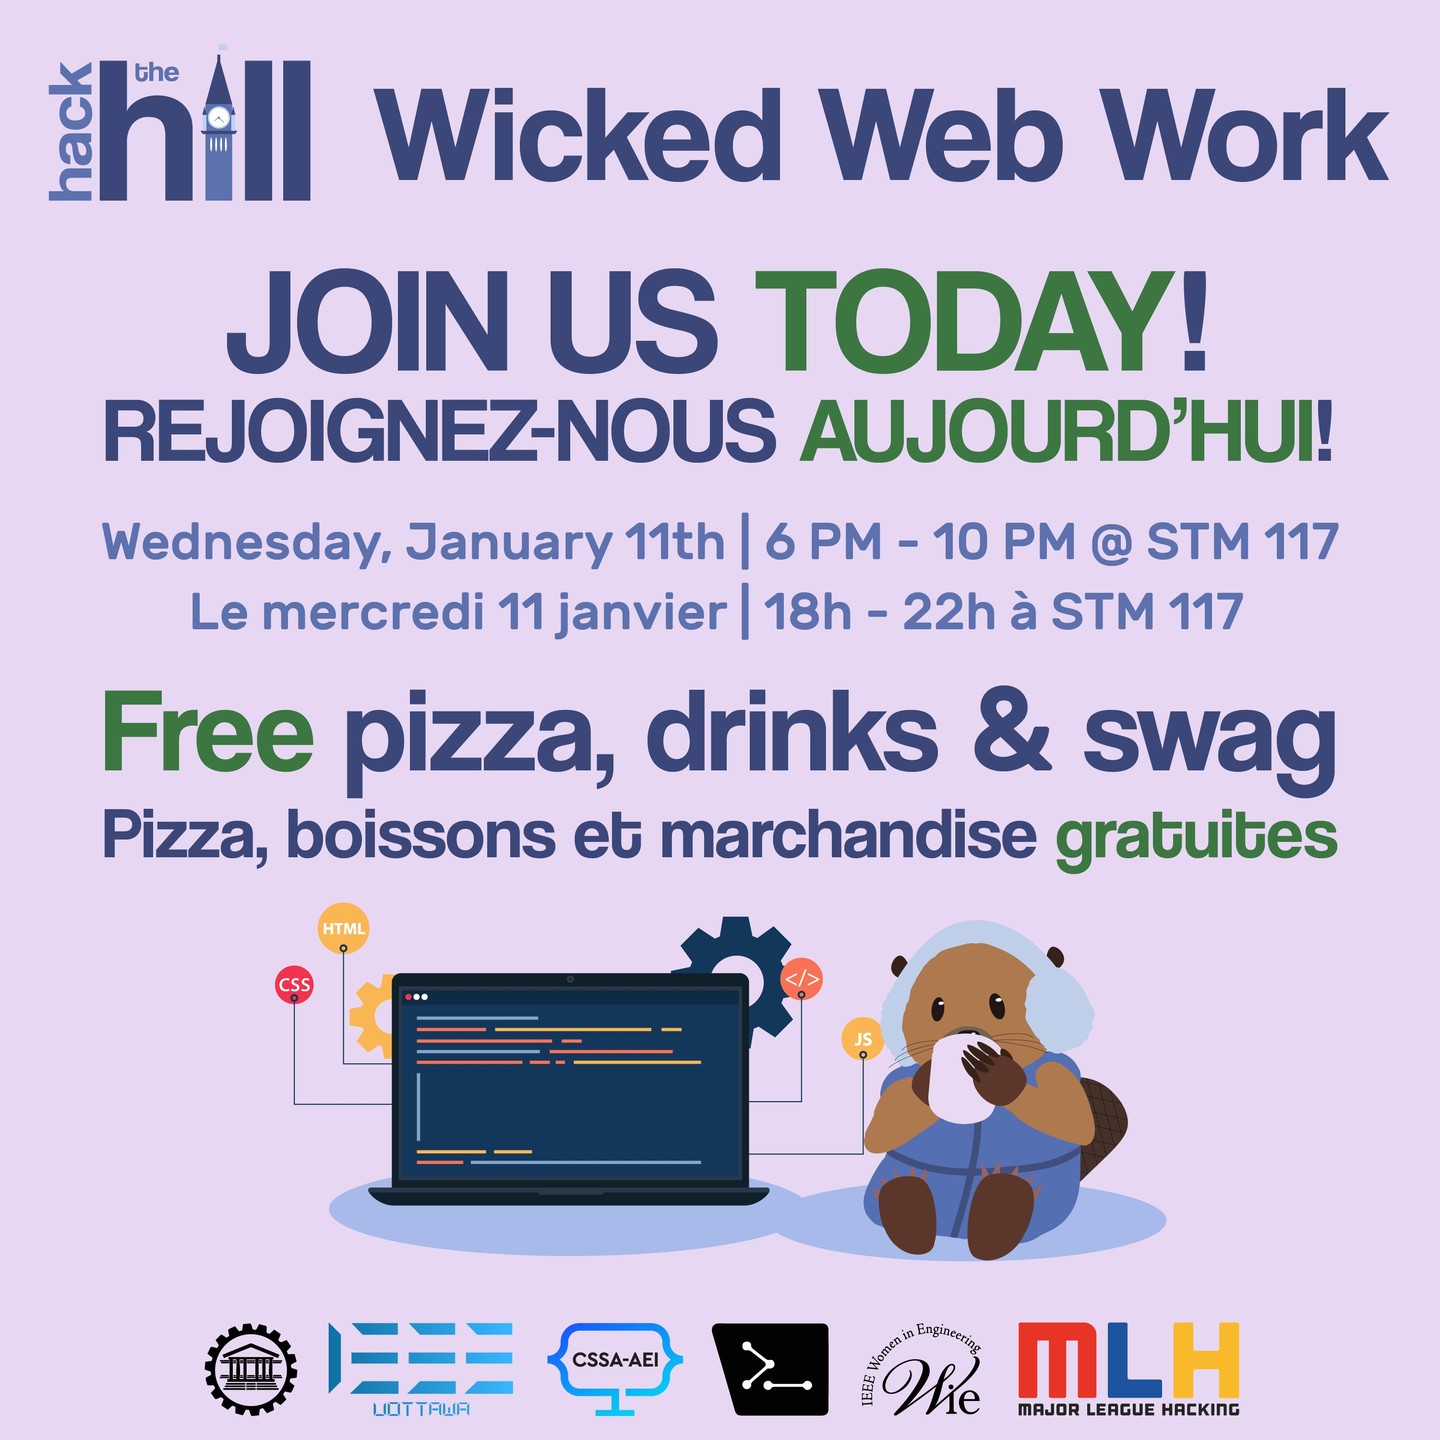 hack the hill Wicked Web Work
JOIN US TODAY!
REJOIGNEZ-NOUS AUJOURD'HUI!
Wednesday, January 11th | 6 PM - 10 PM @ STM 117
Le mercredi 11 janvier | 18h - 22h à STM 117
Free pizza, drinks & swag
Pizza, boissons et marchandise gratuites
HTML
CSS
</>
JS
IEEE
UOTTAWA
CSSA-AEI
IEEE Women in Engineering
Wie
MLH
MAJOR LEAGUE HACKING